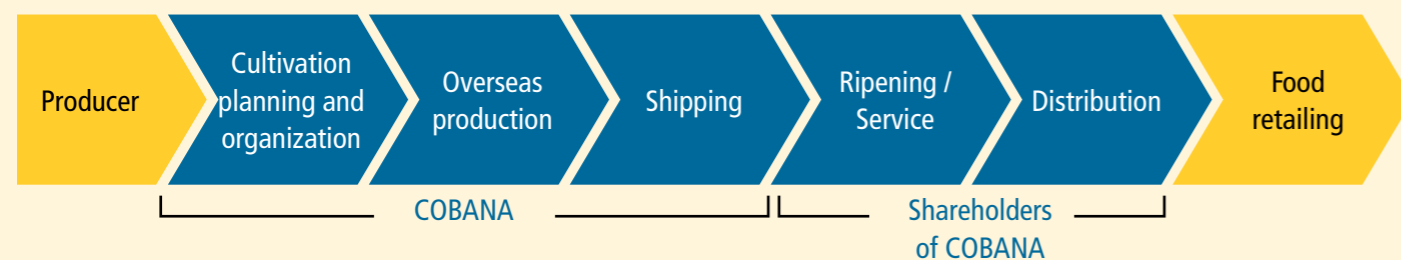 Producer
Cultivation
planning and
organization
Overseas
production
Shipping
Ripening /
Service
Distribution
Food
retailing
COBANA
Shareholders
of COBANA